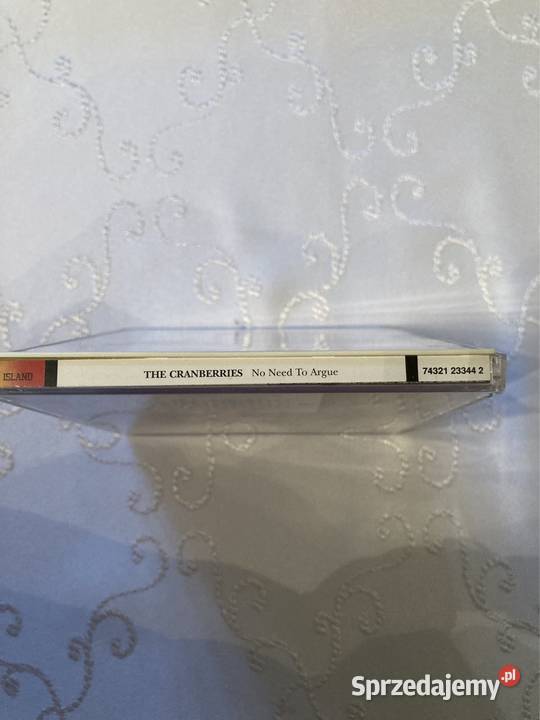 ISLAND THE CRANBERRIES No Need To Argue 74321 23344 2
Sprzedajemy.pl